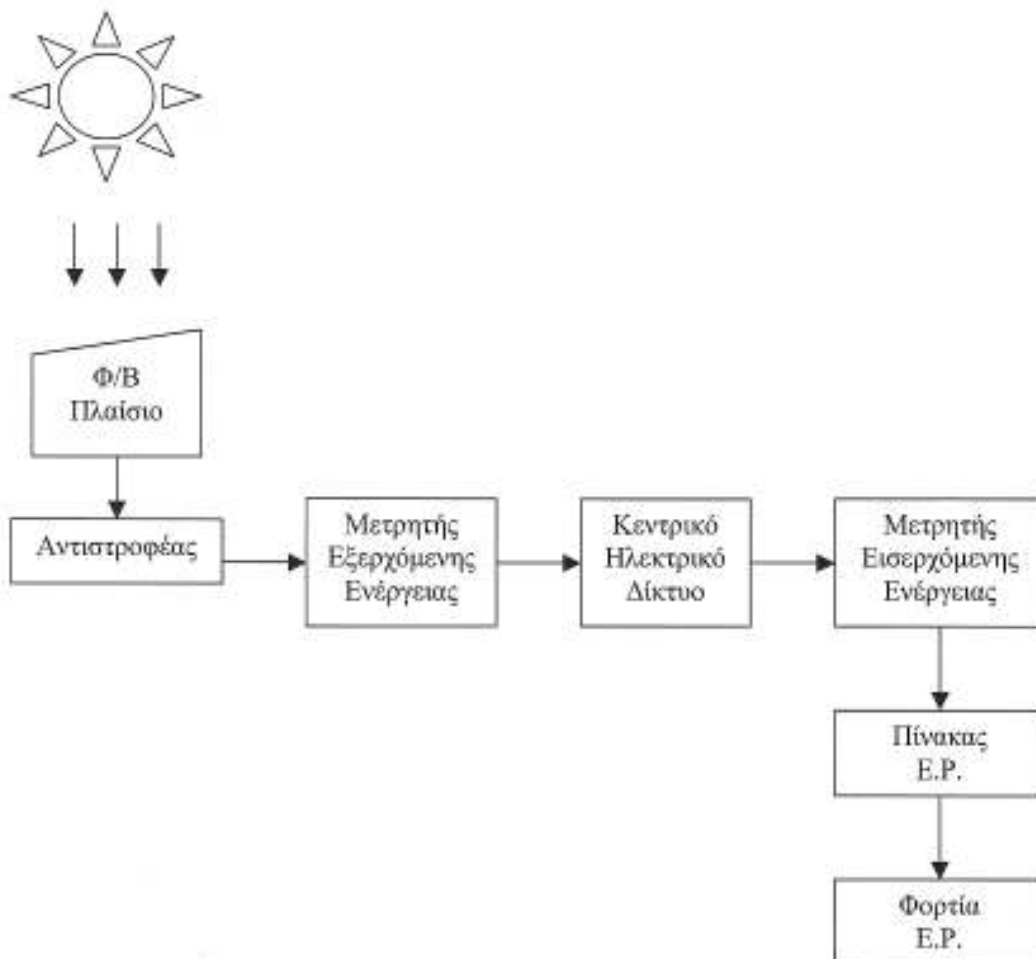 Φ/Β
Πλαίσιο
Αντιστροφέας
Μετρητής
Εξερχόμενης
Ενέργειας
Κεντρικό
Ηλεκτρικό
Δίκτυο
Μετρητής
Εισερχόμενης
Ενέργειας
Πίνακας
Ε.Ρ.
Φορτία
Ε.Ρ.